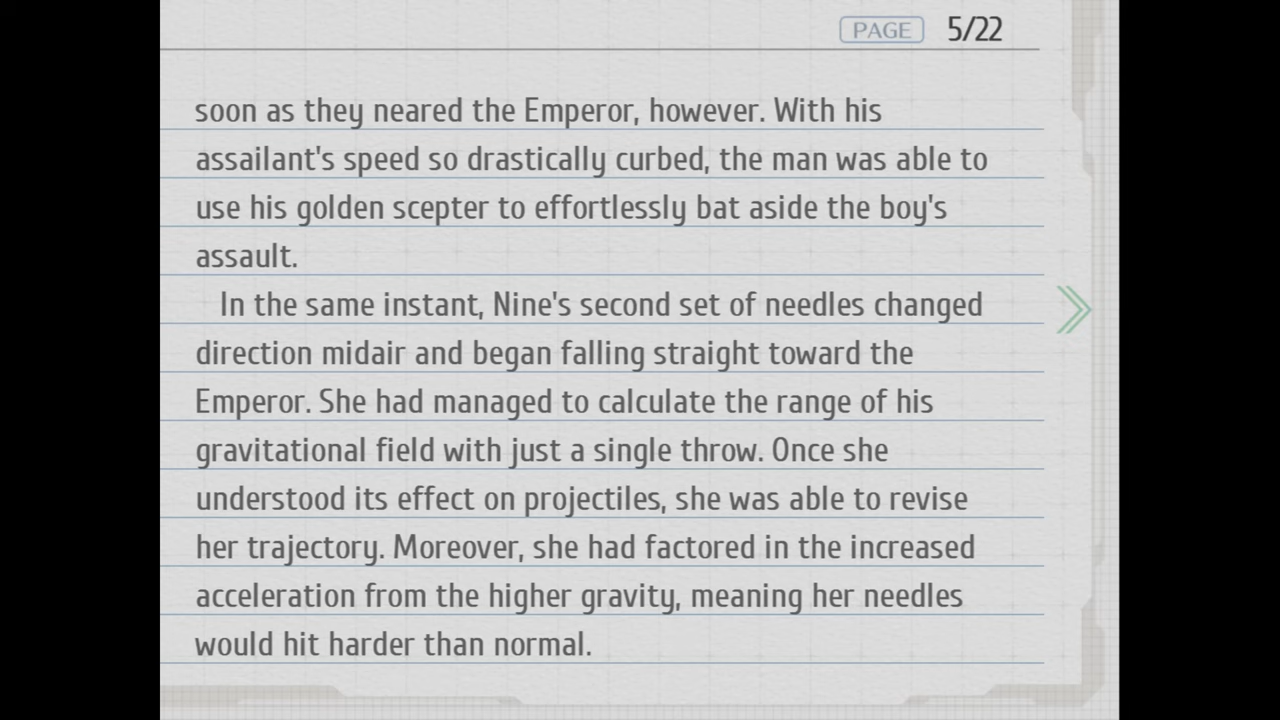 PAGE 5/22
soon as they neared the Emperor, however. With his
assailant's speed so drastically curbed, the man was able to
use his golden scepter to effortlessly bat aside the boy's
assault.
In the same instant, Nine's second set of needles changed
direction midair and began falling straight toward the
Emperor. She had managed to calculate the range of his
gravitational field with just a single throw. Once she
understood its effect on projectiles, she was able to revise
her trajectory. Moreover, she had factored in the increased
acceleration from the higher gravity, meaning her needles
would hit harder than normal.